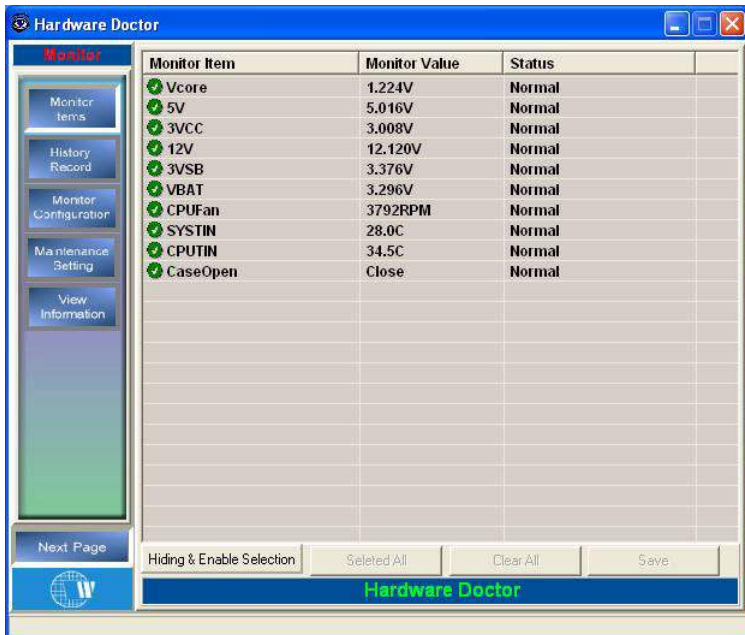 Hardware Doctor
Monitor
Monitor Item Monitor Value Status
Vcore 1.224V Normal
5V 5.016V Normal
3VCC 3.008V Normal
12V 12.120V Normal
3VSB 3.376V Normal
VBAT 3.296V Normal
CPUFan 3792RPM Normal
SYSTIN 28.0C Normal
CPUTIN 34.5C Normal
CaseOpen Close Normal
Monitor
Items
History
Record
Monitor
Configuration
Maintenance
Setting
View
Information
Next Page
Hiding & Enable Selection Seleted All Clear All Save
W
Hardware Doctor